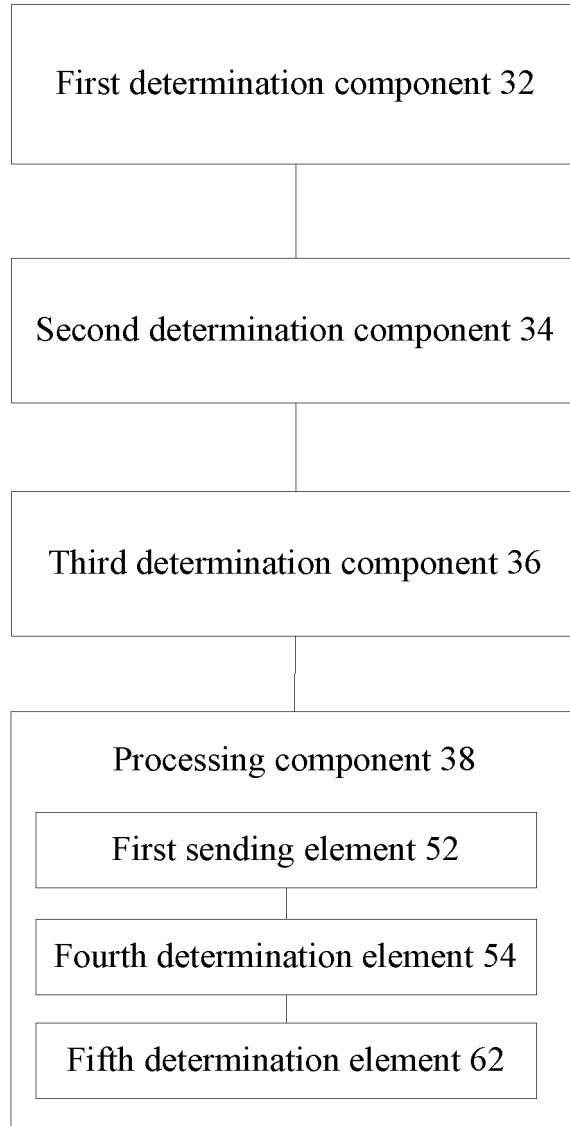 First determination component 32
Second determination component 34
Third determination component 36
Processing component 38
First sending element 52
Fourth determination element 54
Fifth determination element 62